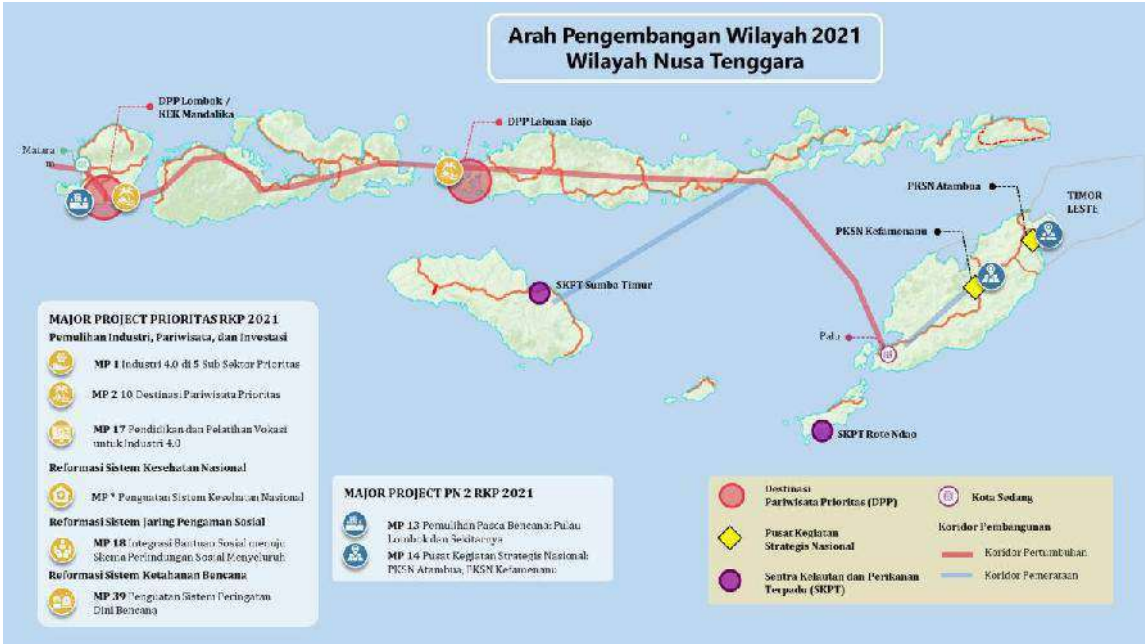 Arah Pengembangan Wilayah 2021
Wilayah Nusa Tenggara
DPP Lombok /
KEK Mandalika
Matara
m
DPP Labuan Bajo
PKSN Atambua
TIMOR
LESTE
PKSN Kefamenanu
SKPT Sumba Timur
Palu
SKPT Rote Ndao
MAJOR PROJECT PRIORITAS RKP 2021
Pemulihan Industri, Pariwisata, dan Investasi
MP 1 Industri 4.0 di 5 Sub Sektor Prioritas
MP 2 10 Destinasi Pariwisata Prioritas
MP 17 Pendidikan dan Pelatihan Vokasi
untuk Industri 4.0
Reformasi Sistem Kesehatan Nasional
MP * Penguatan Sistem Kesehatan Nasional
Reformasi Sistem Jaring Pengaman Sosial
MP 18 Integrasi Bantuan Sosial menuju
Skema Perlindungan Sosial Menyeluruh
Reformasi Sistem Ketahanan Bencana
MP 39 Penguatan Sistem Peringatan
Dini Bencana
MAJOR PROJECT PN 2 RKP 2021
MP 13 Pemulihan Pasca Bencana: Pulau
Lombok dan Sekitarnya
MP 14 Pusat Kegiatan Strategis Nasional:
PKSN Atambua, PKSN Kefamenanu
Destinasi
Pariwisata Prioritas (DPP)
Pusat Kegiatan
Strategis Nasional
Sentra Kelautan dan Perikanan
Terpadu (SKPT)
Kota Sedang
Koridor Pembangunan
Koridor Pertumbuhan
Koridor Pemerataan